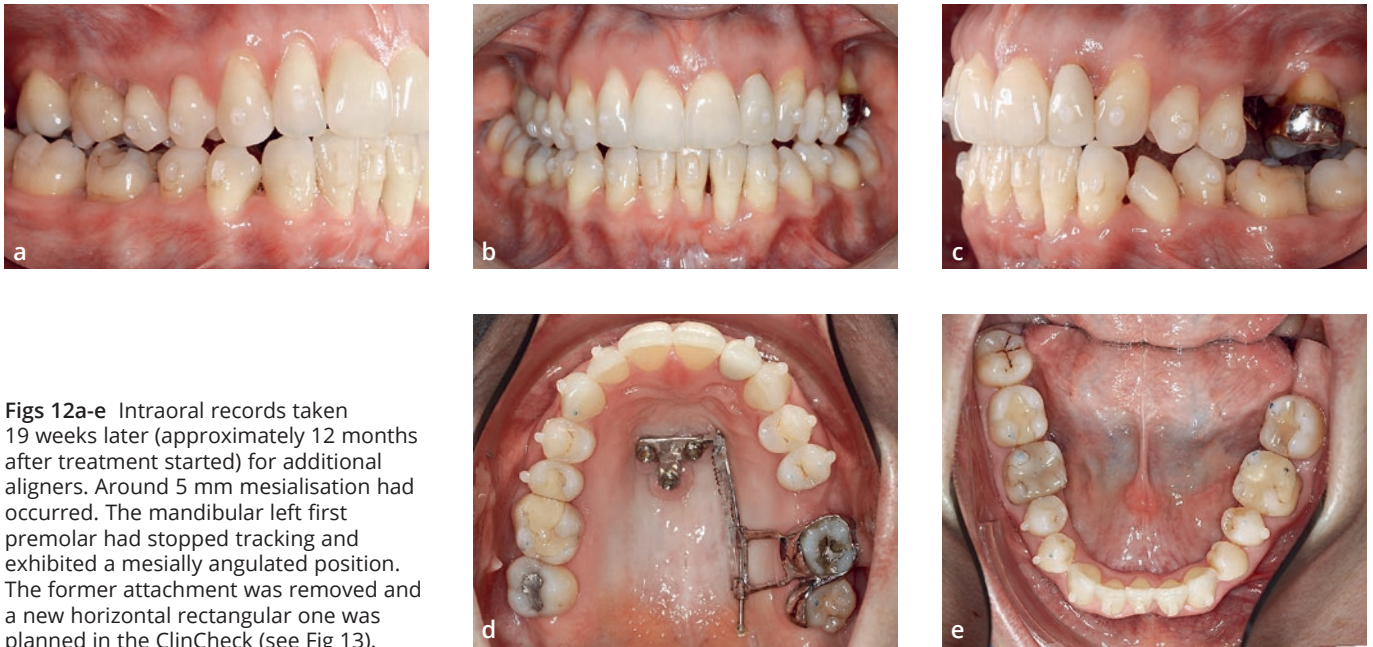 a
b
c
Figs 12a-e Intraoral records taken
19 weeks later (approximately 12 months
after treatment started) for additional
aligners. Around 5 mm mesialisation had
occurred. The mandibular left first
premolar had stopped tracking and
exhibited a mesially angulated position.
The former attachment was removed and
a new horizontal rectangular one was
planned in the ClinCheck (see Fig 13).
d
e